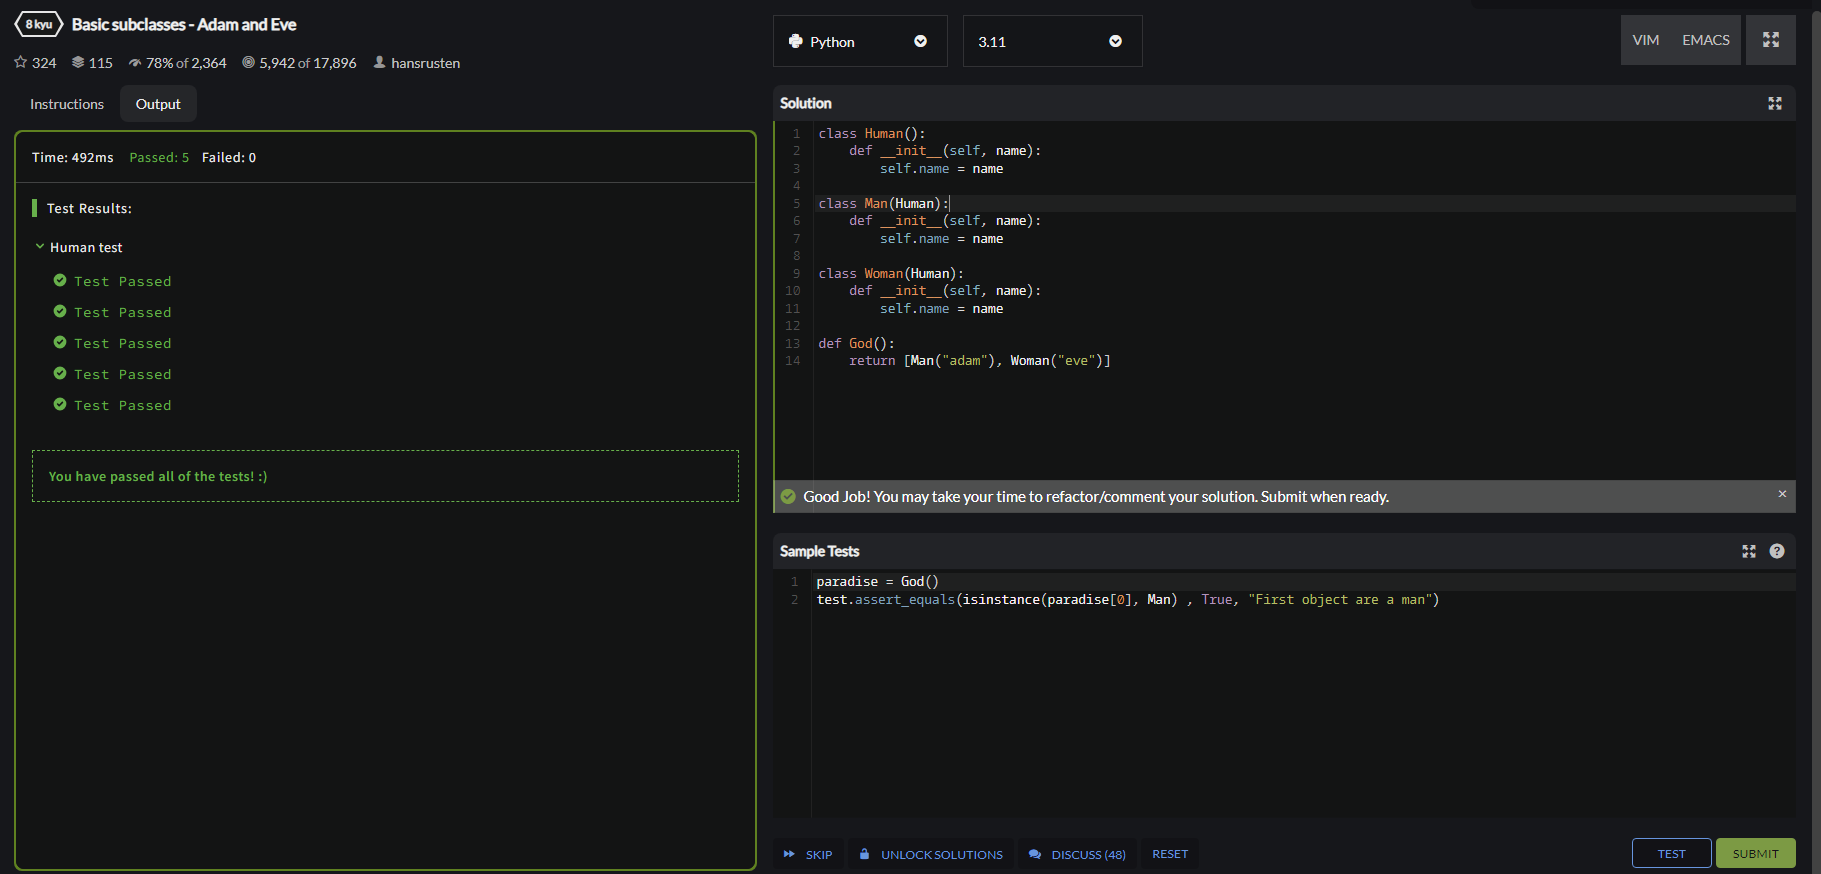 8 kyu Basic subclasses - Adam and Eve
324 115 78% of 2,364 5,942 of 17,896 hansrusten
Instructions Output
Time: 492ms Passed: 5 Failed: 0
Test Results:
Human test
Test Passed
Test Passed
Test Passed
Test Passed
Test Passed
You have passed all of the tests! :)
Python 3.11 VIM EMACS
Solution
1 class Human():
2     def __init__(self, name):
3         self.name = name
4
5 class Man(Human):
6     def __init__(self, name):
7         self.name = name
8
9 class Woman(Human):
10     def __init__(self, name):
11         self.name = name
12
13 def God():
14     return [Man("adam"), Woman("eve")]
Good Job! You may take your time to refactor/comment your solution. Submit when ready. ×
Sample Tests ?
1 paradise = God()
2 test.assert_equals(isinstance(paradise[0], Man) , True, "First object are a man")
SKIP UNLOCK SOLUTIONS DISCUSS (48) RESET TEST SUBMIT